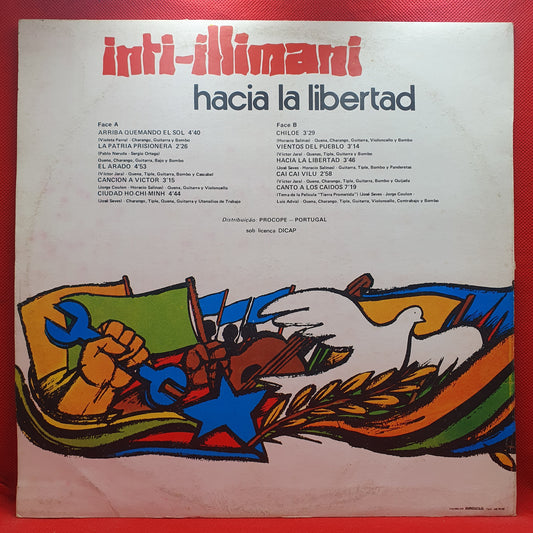 inti-illimani
hacia la libertad
Face A
ARRIBA QUEMANDO EL SOL 4'40
(Violeta Parra) - Charango, Guitarra y Bombo
LA PATRIA PRISIONERA 2'26
(Pablo Neruda - Sergio Ortega)
Quena, Charango, Guitarra, Bajo y Bombo
EL ARADO 4'53
(Victor Jara) - Quena, Tiple, Guitarra, Bombo y Cascabel
CANCION A VICTOR 3'15
(Jorge Coulon - Horacio Salinas) - Quena, Guitarra y Violoncello
CIUDAD HO-CHI-MINH 4'44
(José Seves) - Charango, Tiple, Quena, Guitarra y Utensilios de Trabajo
Face B
CHILOE 3'29
(Horacio Salinas) - Quena, Charango, Guitarra, Violoncello y Bombo
VIENTOS DEL PUEBLO 3'14
(Victor Jara) - Quenas, Tiple, Guitarra y Bombo
HACIA LA LIBERTAD 3'46
(José Seves - Horacio Salinas) - Guitarra, Tiple, Bombo y Panderetas
CAI CAI VILU 2'58
(Victor Jara) - Quena, Charango, Tiple, Guitarra, Bombo y Quijada
CANTO A LOS CAIDOS 7'19
(Tema de la Pelicula "Tierra Prometida") (José Seves - Jorge Coulon -
Luis Advis) - Quena, Charango, Tiple, Guitarra, Violoncello, Contrabajo y Bombo
Distribuição: PROCOPE - PORTUGAL
sob licença DICAP